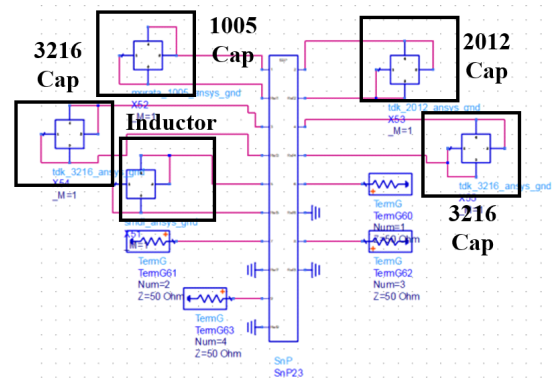 1005
Cap
3216
Cap
2012
Cap
murata_1005_ansys_gnd
X52
_M=1
tdk_2012_ansys_gnd
X53
_M=1
Inductor
tdk_3216_ansys_gnd
X54
_M=1
tdk_3216_ansys_gnd
3216
Cap
TermG
TermG60
Num=1
Z=50 Ohm
TermG
TermG61
Num=2
Z=50 Ohm
TermG
TermG62
Num=3
Z=50 Ohm
TermG
TermG63
Num=4
Z=50 Ohm
SnP
SnP23